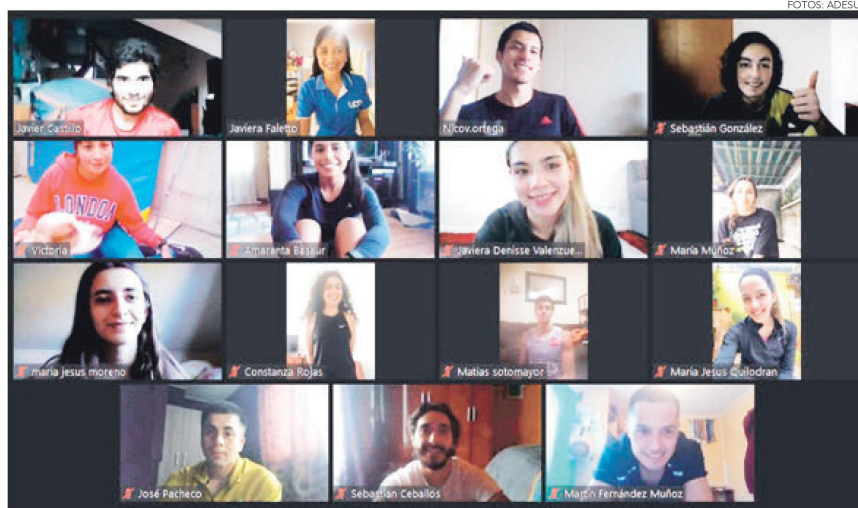 FOTOS: ADESU
Javier Castillo
Javiera Faletto
UCN
Nicov.ortega
Sebastián González
LONDON
Victoria
Amaranta Basaur
Javiera Denisse Valenzue...
María Muñoz
maria jesus moreno
Constanza Rojas
Matias sotomayor
María Jesus Quilodran
José Pacheco
Sebastian Ceballos
Martín Fernández Muñoz